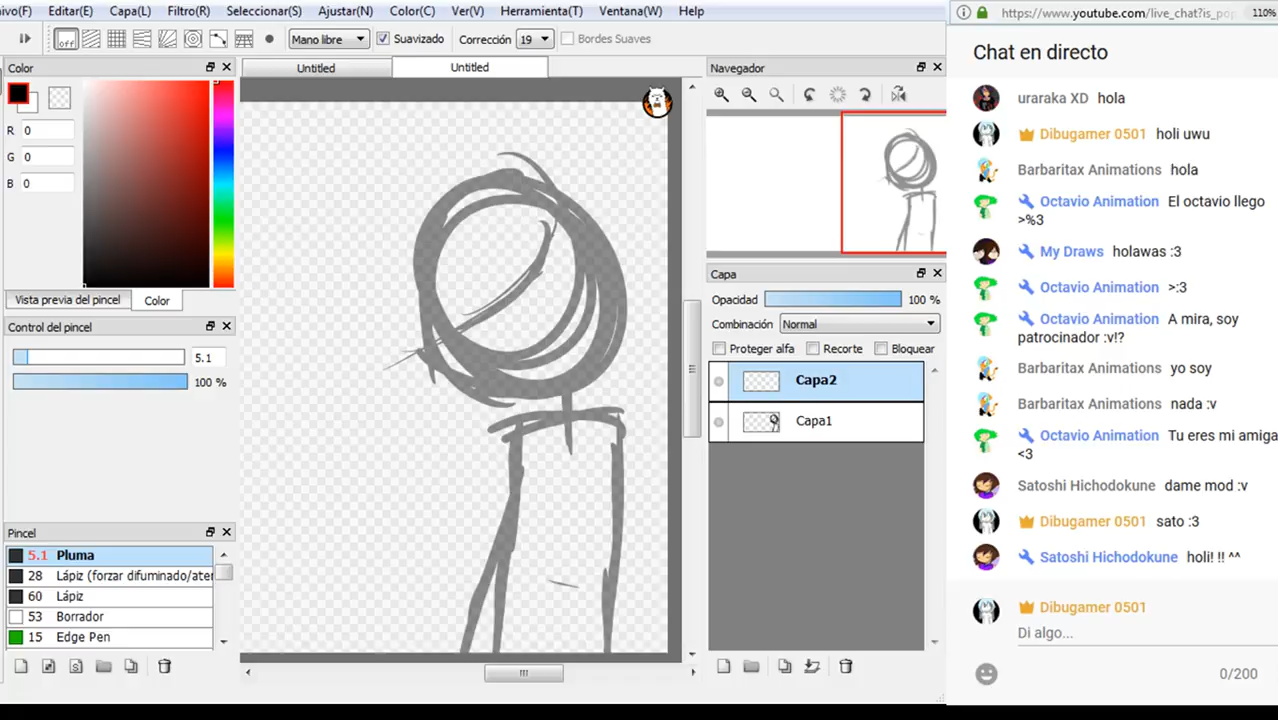 ivo(F) Editar(E) Capa(L) Filtro(R) Seleccionar(S) Ajustar(N) Color(C) Ver(V) Herramienta(T) Ventana(W) Help
off Mano libre Suavizado Corrección 19 Bordes Suaves
Color
R 0
G 0
B 0
Vista previa del pincel Color
Control del pincel
5.1
100 %
Pincel
5.1 Pluma
28 Lápiz (forzar difuminado/ater
60 Lápiz
53 Borrador
15 Edge Pen
Untitled Untitled
Navegador
Capa
Opacidad 100 %
Combinación Normal
Proteger alfa Recorte Bloquear
Capa2
Capa1
https://www.youtube.com/live_chat?is_pop 110%
Chat en directo
uraraka XD hola
Dibugamer 0501 holi uwu
Barbaritax Animations hola
Octavio Animation El octavio llego
>%3
My Draws holawas :3
Octavio Animation >:3
Octavio Animation A mira, soy
patrocinador :v!?
Barbaritax Animations yo soy
Barbaritax Animations nada :v
Octavio Animation Tu eres mi amiga
<3
Satoshi Hichodokune dame mod :v
Dibugamer 0501 sato :3
Satoshi Hichodokune holi! !! ^^
Dibugamer 0501
Di algo...
0/200